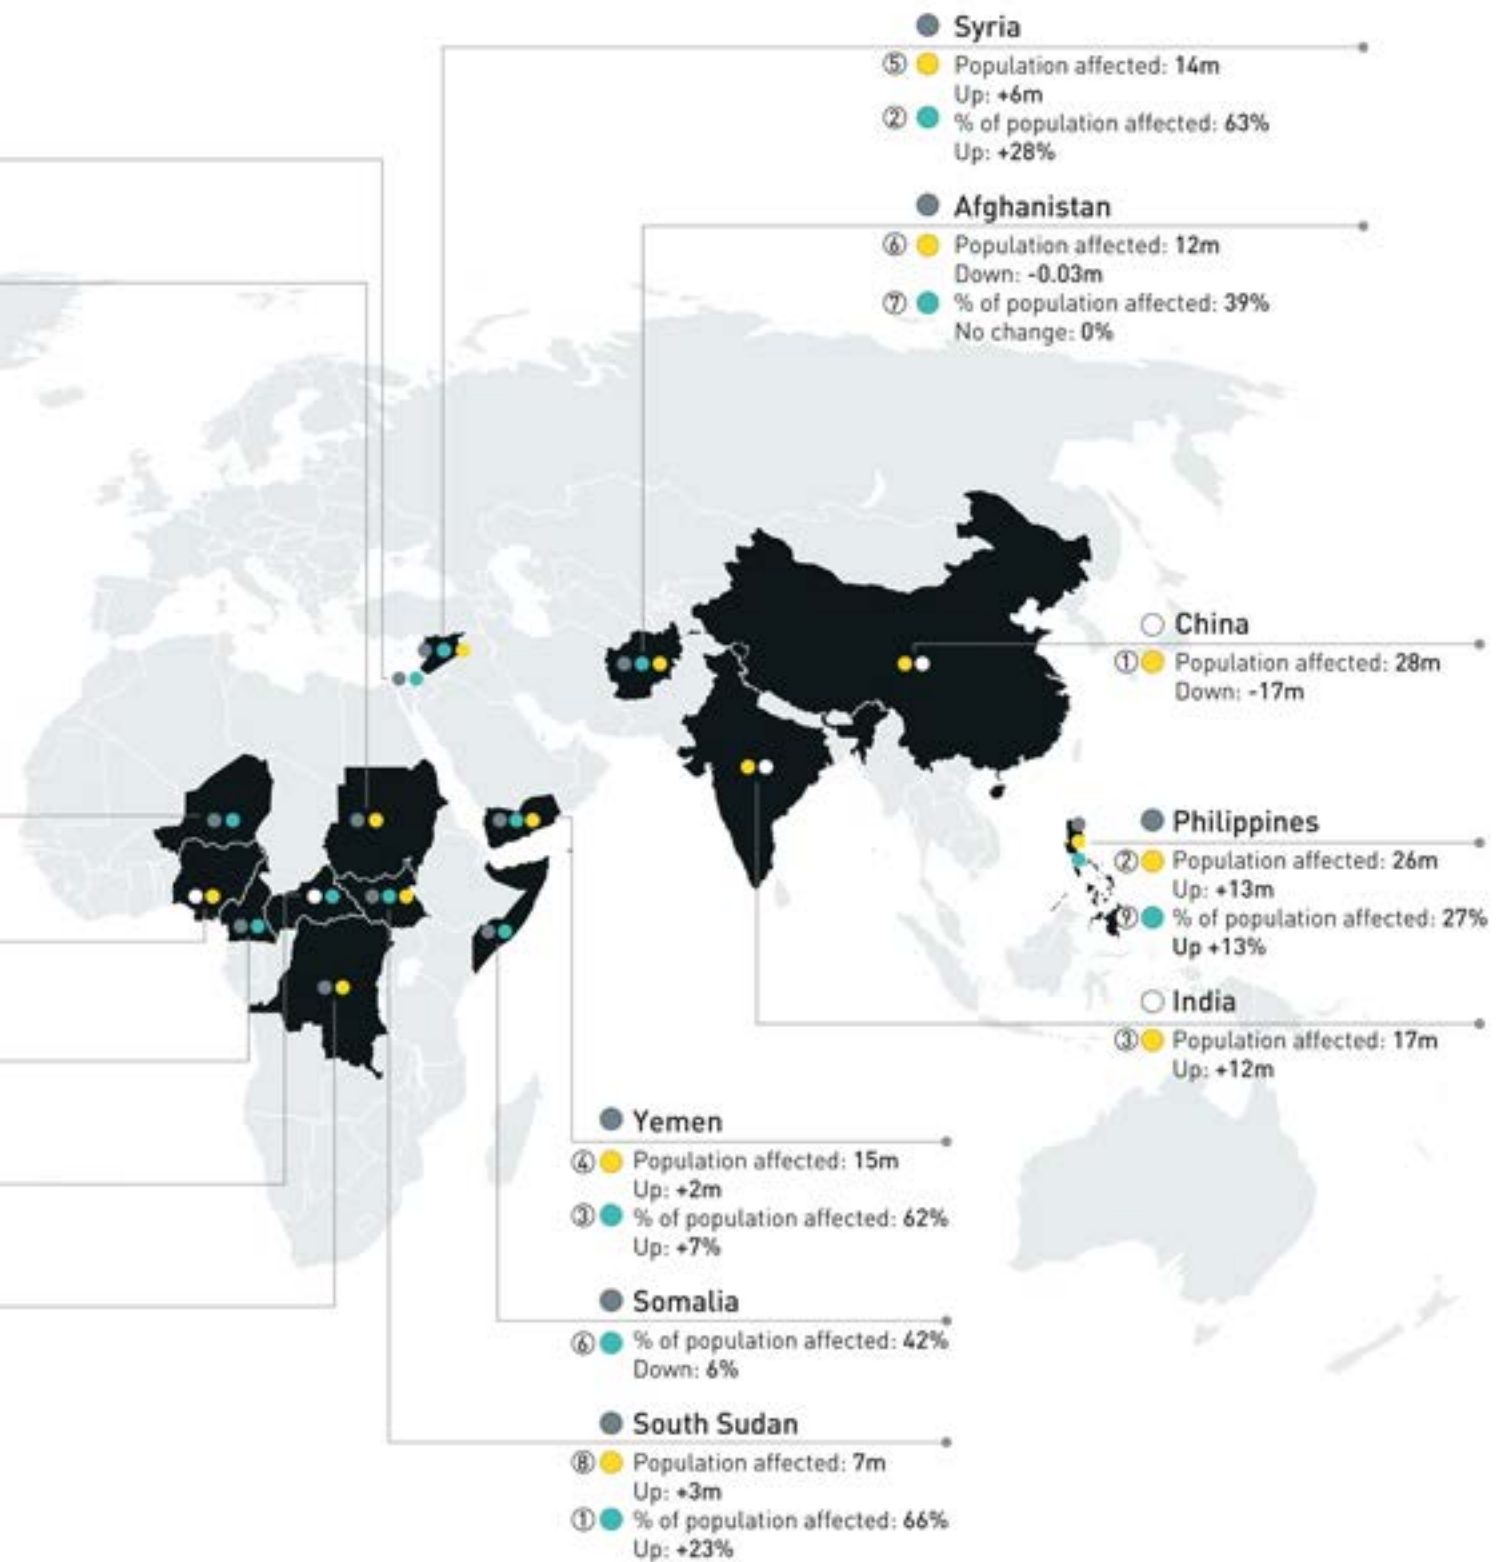 Syria
⑤ Population affected: 14m
Up: +6m
② % of population affected: 63%
Up: +28%
Afghanistan
⑥ Population affected: 12m
Down: -0.03m
⑦ % of population affected: 39%
No change: 0%
China
① Population affected: 28m
Down: -17m
Philippines
② Population affected: 26m
Up: +13m
⑨ % of population affected: 27%
Up +13%
India
③ Population affected: 17m
Up: +12m
Yemen
④ Population affected: 15m
Up: +2m
③ % of population affected: 62%
Up: +7%
Somalia
⑥ % of population affected: 42%
Down: 6%
South Sudan
⑧ Population affected: 7m
Up: +3m
① % of population affected: 66%
Up: +23%